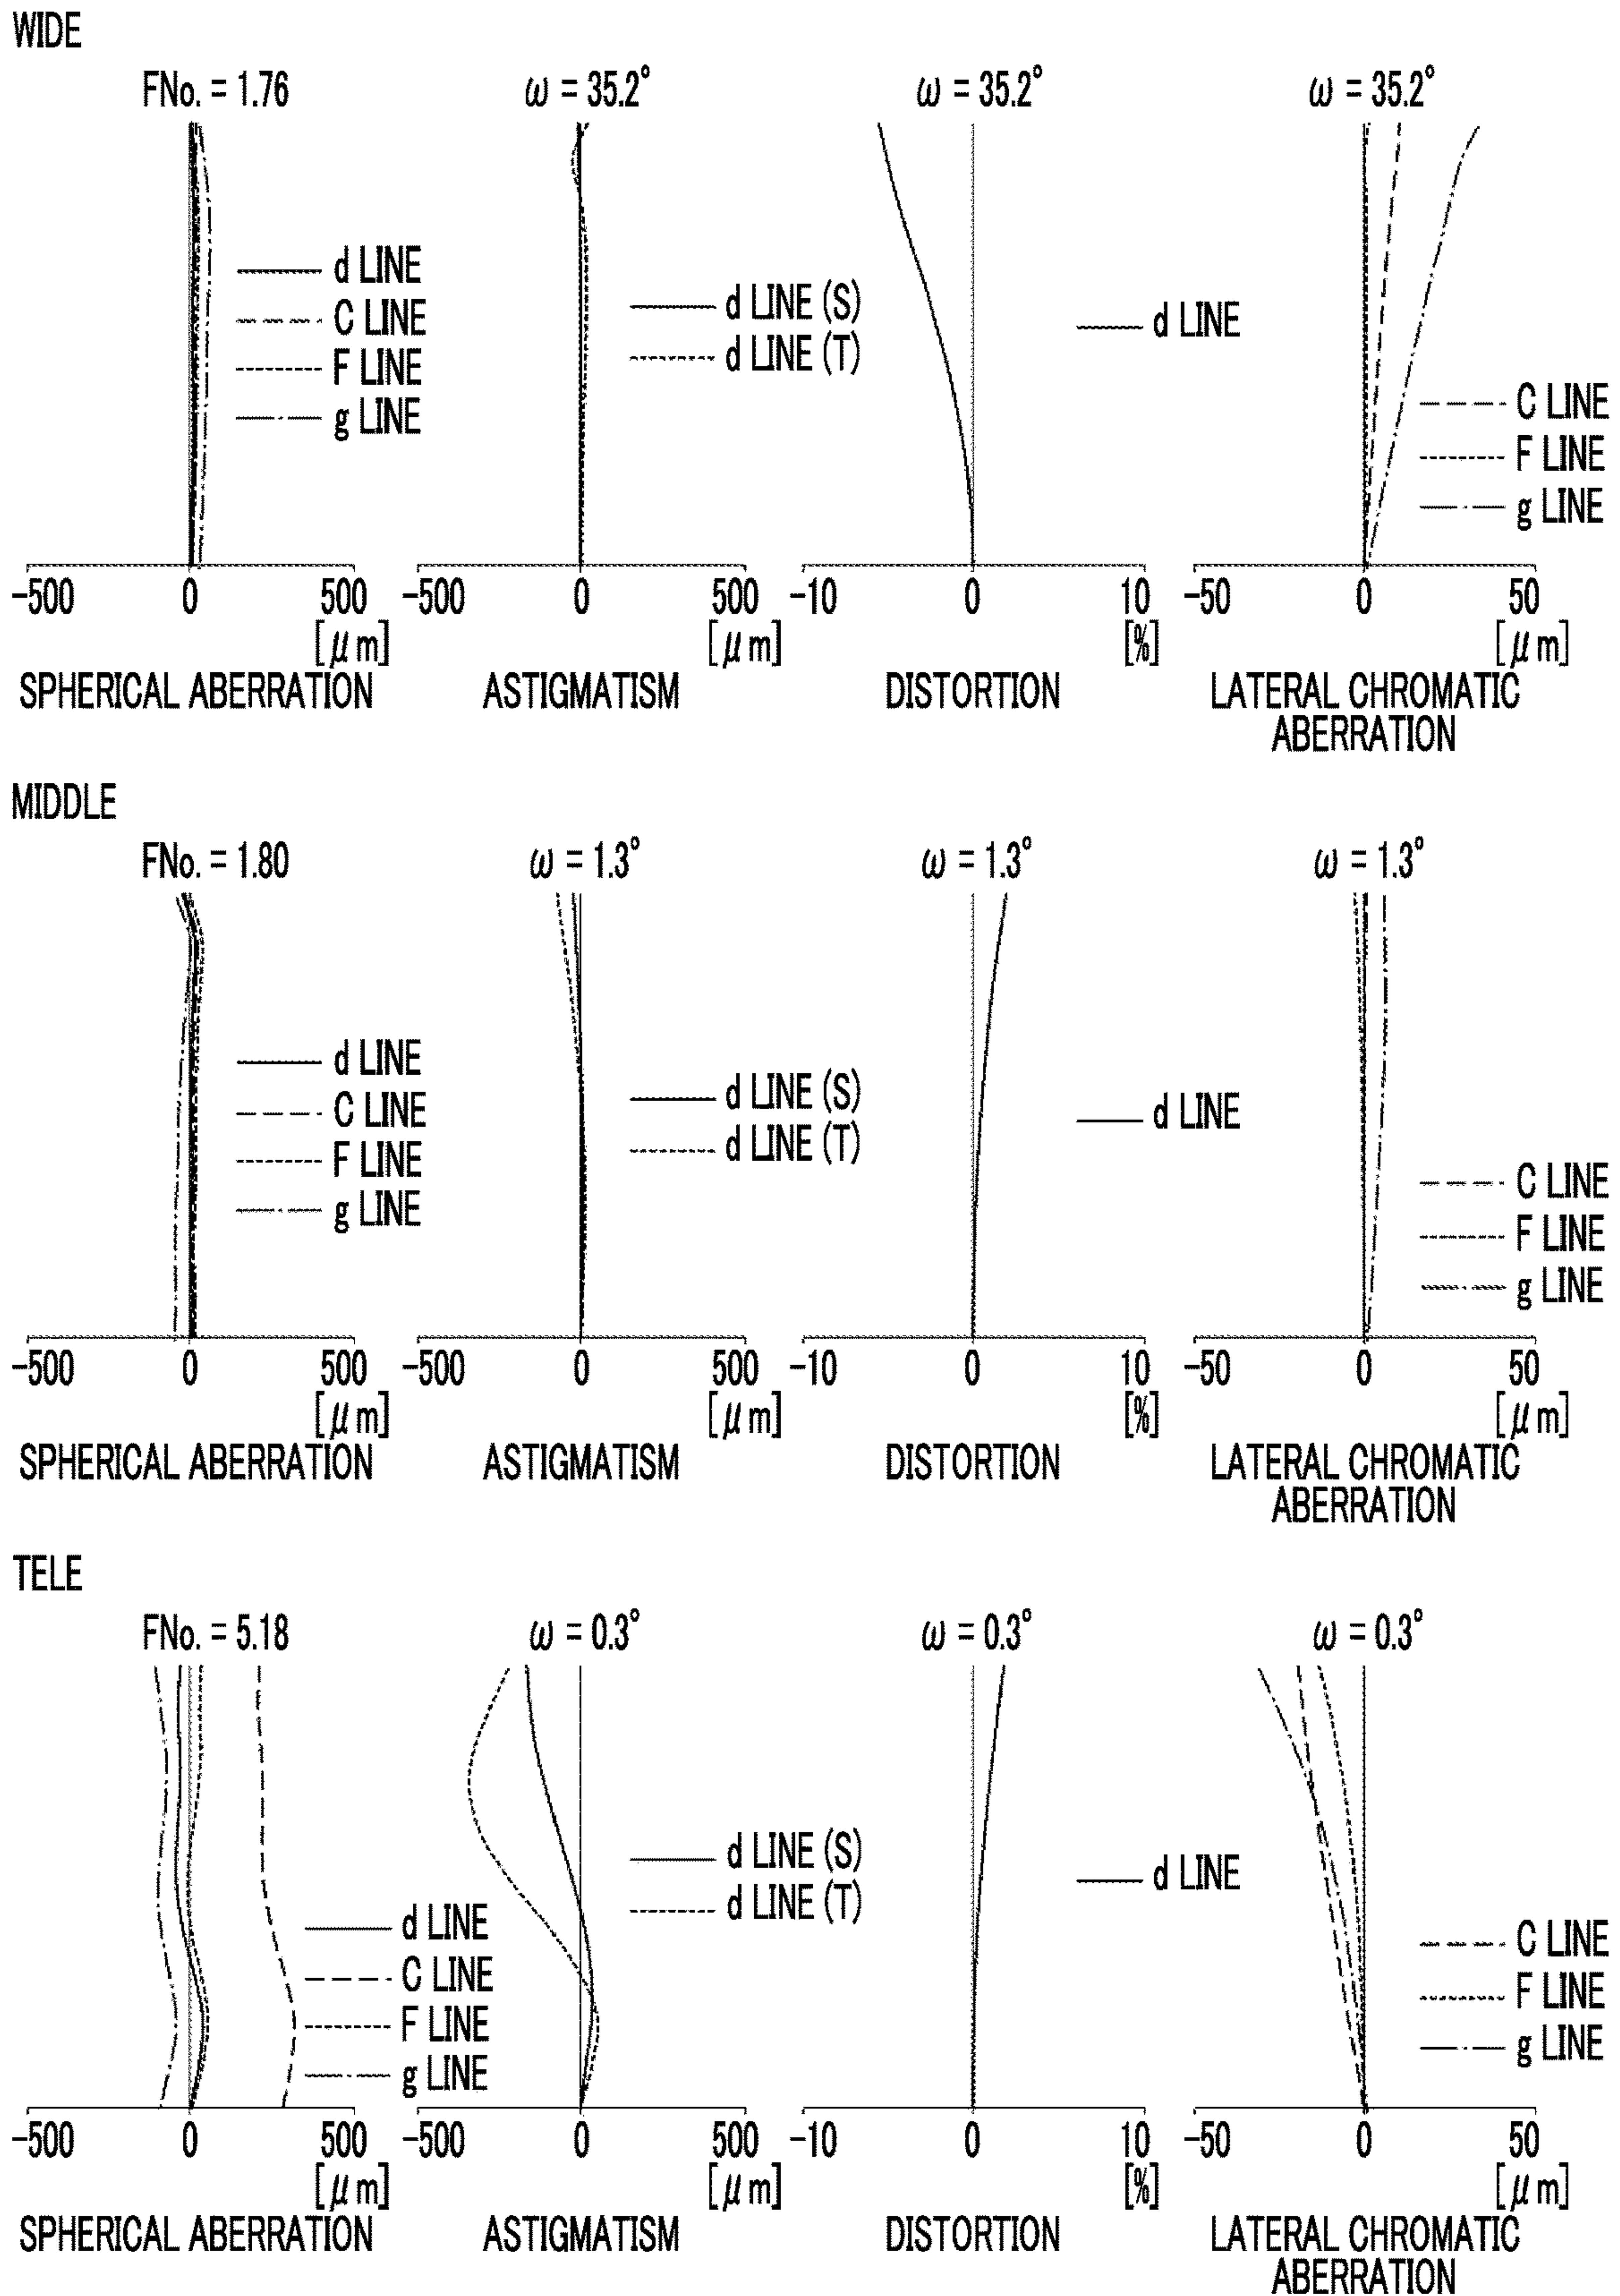 WIDE
FNo. = 1.76
ω = 35.2°
ω = 35.2°
ω = 35.2°
d LINE
C LINE
F LINE
g LINE
d LINE (S)
d LINE (T)
d LINE
C LINE
F LINE
g LINE
-500 0 500
[μm]
SPHERICAL ABERRATION
-500 0 500
[μm]
ASTIGMATISM
-10 0 10
[%]
DISTORTION
-50 0 50
[μm]
LATERAL CHROMATIC
ABERRATION
MIDDLE
FNo. = 1.80
ω = 1.3°
ω = 1.3°
ω = 1.3°
d LINE
C LINE
F LINE
g LINE
d LINE (S)
d LINE (T)
d LINE
C LINE
F LINE
g LINE
-500 0 500
[μm]
SPHERICAL ABERRATION
-500 0 500
[μm]
ASTIGMATISM
-10 0 10
[%]
DISTORTION
-50 0 50
[μm]
LATERAL CHROMATIC
ABERRATION
TELE
FNo. = 5.18
ω = 0.3°
ω = 0.3°
ω = 0.3°
d LINE
C LINE
F LINE
g LINE
d LINE (S)
d LINE (T)
d LINE
C LINE
F LINE
g LINE
-500 0 500
[μm]
SPHERICAL ABERRATION
-500 0 500
[μm]
ASTIGMATISM
-10 0 10
[%]
DISTORTION
-50 0 50
[μm]
LATERAL CHROMATIC
ABERRATION